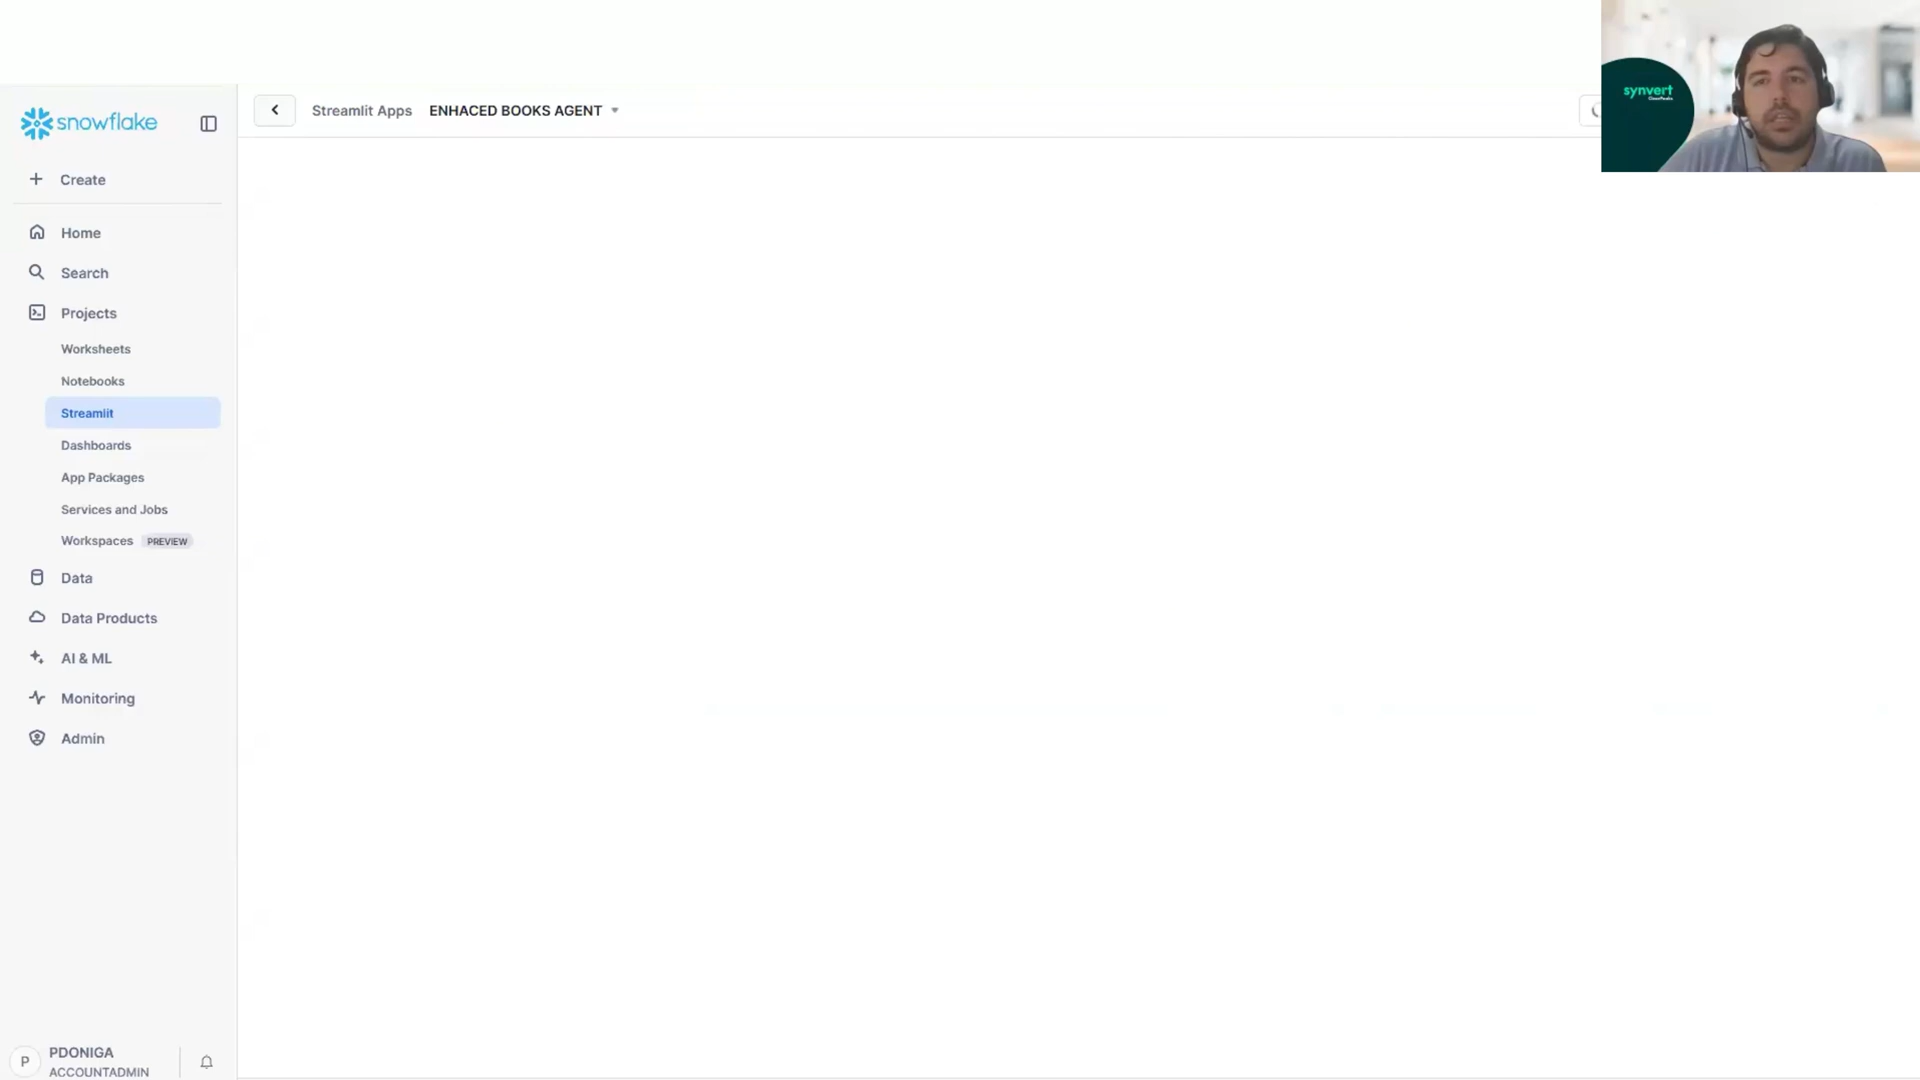 snowflake
Streamlit Apps ENHACED BOOKS AGENT
synvert
Create
Home
Search
Projects
Worksheets
Notebooks
Streamlit
Dashboards
App Packages
Services and Jobs
Workspaces PREVIEW
Data
Data Products
AI & ML
Monitoring
Admin
P
PDONIGA
ACCOUNTADMIN